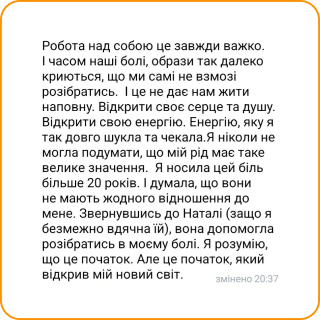 Робота над собою це завжди важко.
І часом наші болі, образи так далеко
криються, що ми самі не взмозі
розібратись.  І це не дає нам жити
наповну. Відкрити своє серце та душу.
Відкрити свою енергію. Енергію, яку я
так довго шукла та чекала.Я ніколи не
могла подумати, що мій рід має таке
велике значення.  Я носила цей біль
більше 20 років. І думала, що вони
не мають жодного відношення до
мене. Звернувшись до Наталі (защо я
безмежно вдячна їй), вона допомогла
розібратись в моєму болі. Я розумію,
що це початок. Але це початок, який
відкрив мій новий світ.
змінено 20:37